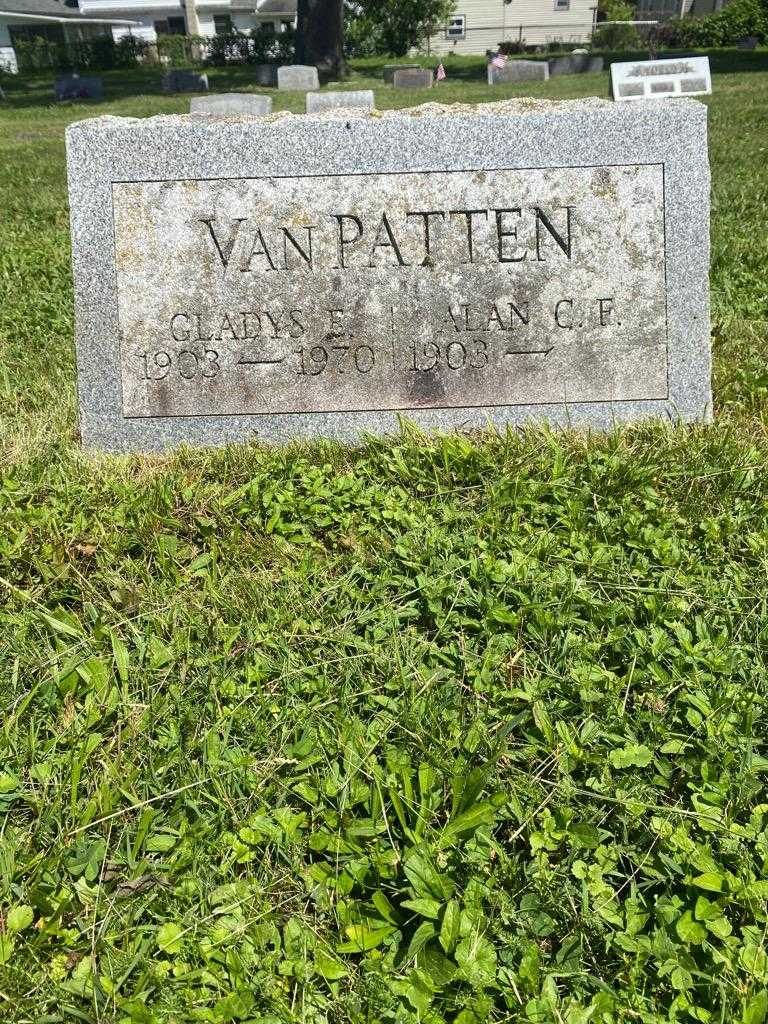 VAN PATTEN
GLADYS E. ALAN C. F.
1903 — 1970 1903 —